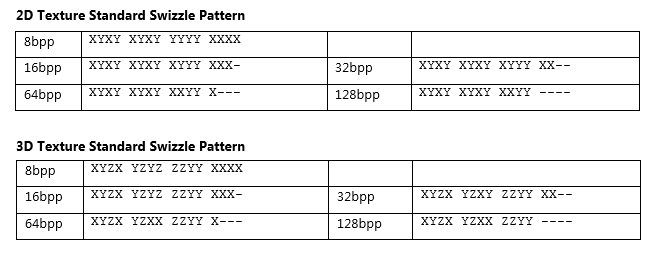 2D Texture Standard Swizzle Pattern
8bpp XYXY XYXY YYYY XXXX
16bpp XYXY XYXY XYYY XXX- 32bpp XYXY XYXY XYYY XX--
64bpp XYXY XYXY XXYY X--- 128bpp XYXY XYXY XXYY ----
3D Texture Standard Swizzle Pattern
8bpp XYZX YZYZ ZZYY XXXX
16bpp XYZX YZYZ ZZYY XXX- 32bpp XYZX YZXY ZZYY XX--
64bpp XYZX YZXX ZZYY X--- 128bpp XYZX YZXX ZZYY ----